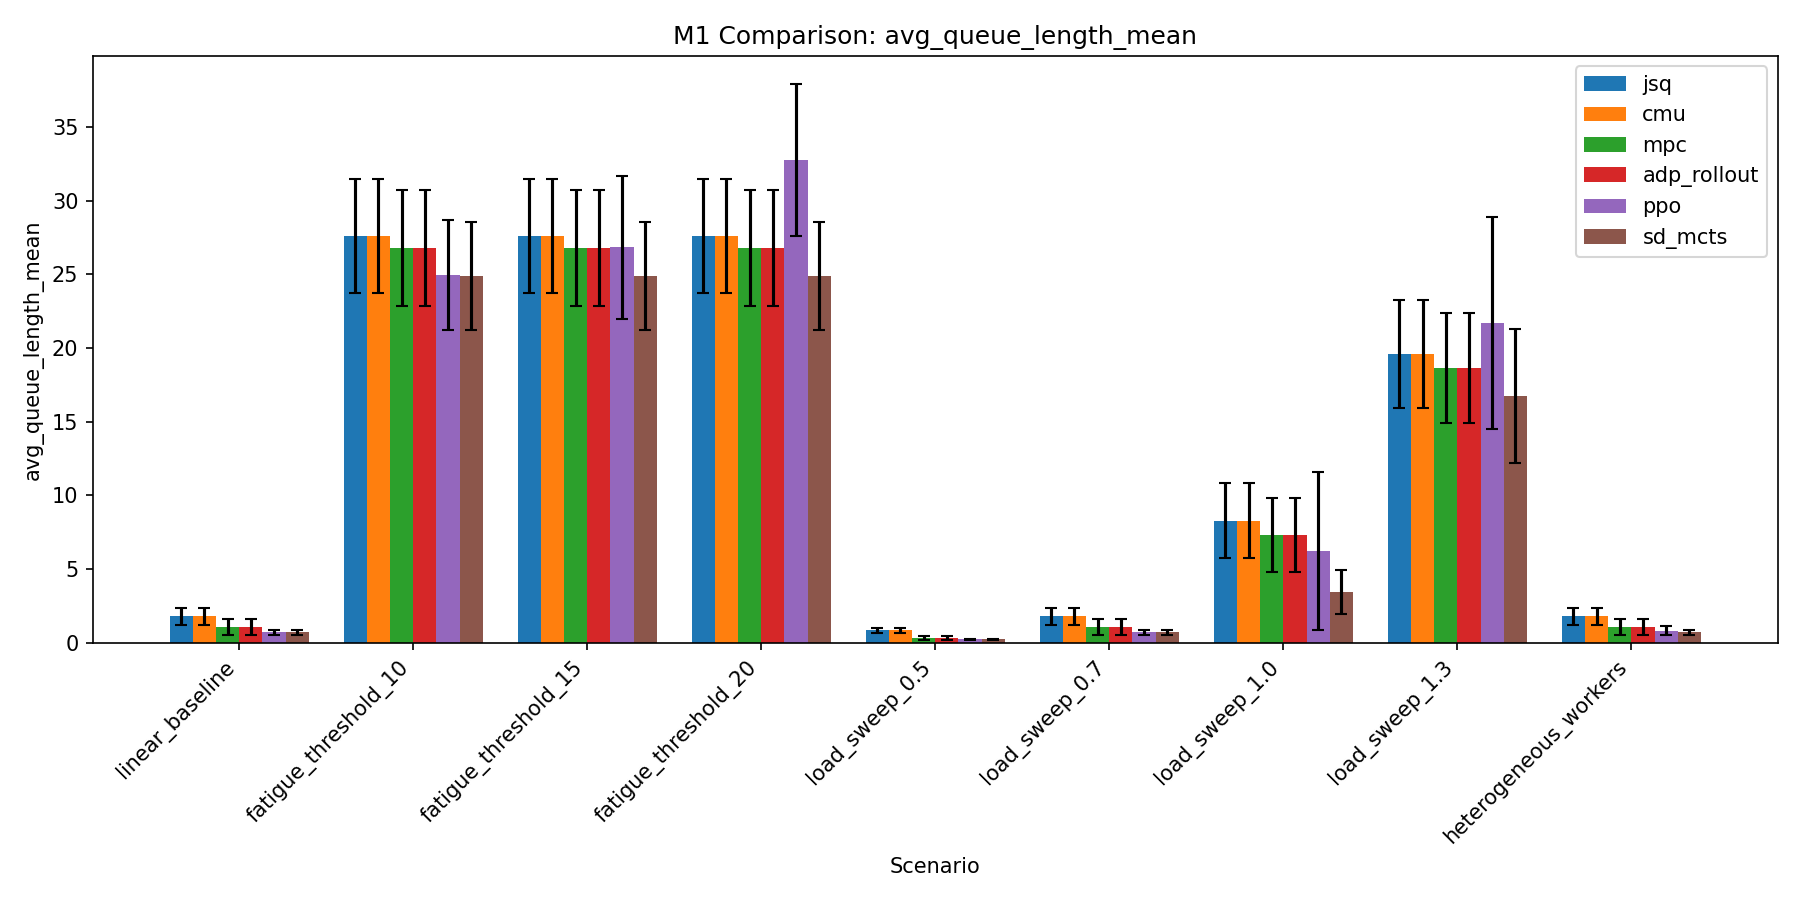 M1 Comparison: avg_queue_length_mean
avg_queue_length_mean
35
30
25
20
15
10
5
0
jsq
cmu
mpc
adp_rollout
ppo
sd_mcts
linear_baseline
fatigue_threshold_10
fatigue_threshold_15
fatigue_threshold_20
load_sweep_0.5
load_sweep_0.7
load_sweep_1.0
load_sweep_1.3
heterogeneous_workers
Scenario